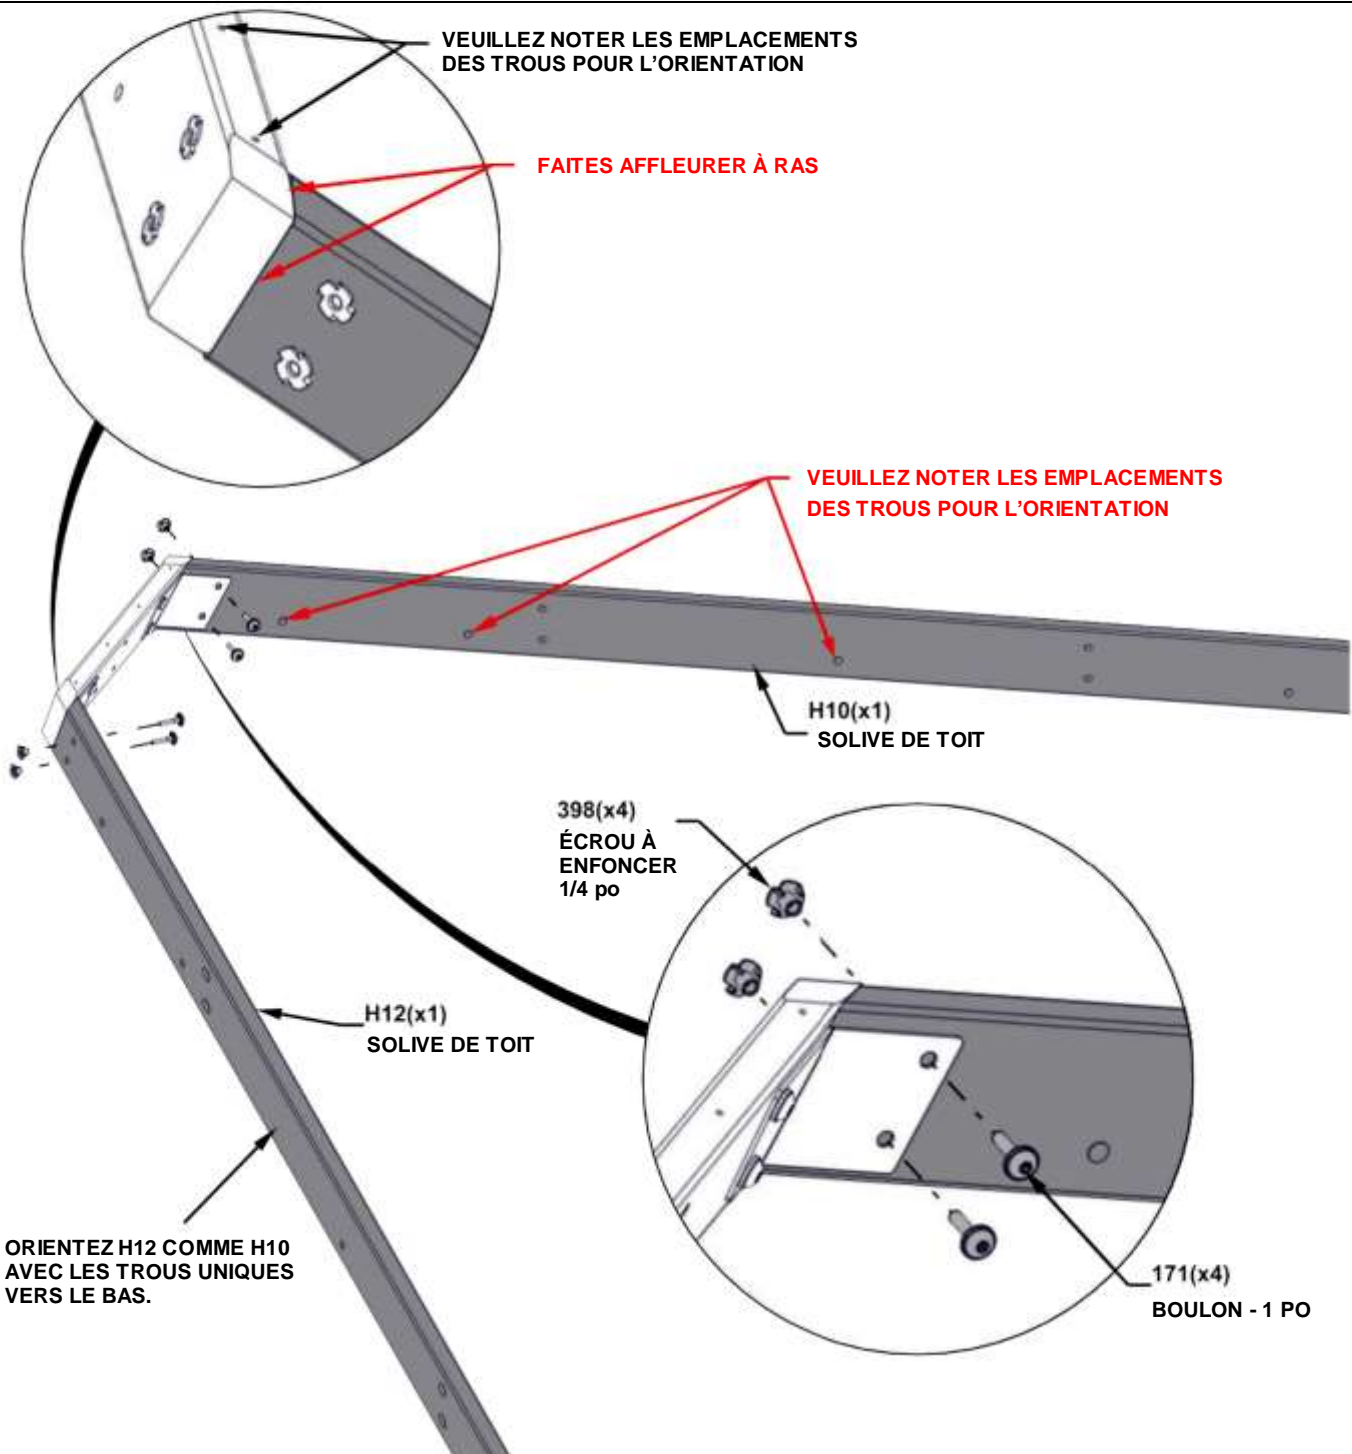 VEUILLEZ NOTER LES EMPLACEMENTS
DES TROUS POUR L'ORIENTATION
FAITES AFFLEURER À RAS
VEUILLEZ NOTER LES EMPLACEMENTS
DES TROUS POUR L'ORIENTATION
H10(x1)
SOLIVE DE TOIT
398(x4)
ÉCROU À
ENFONCER
1/4 po
H12(x1)
SOLIVE DE TOIT
ORIENTEZ H12 COMME H10
AVEC LES TROUS UNIQUES
VERS LE BAS.
171(x4)
BOULON - 1 PO